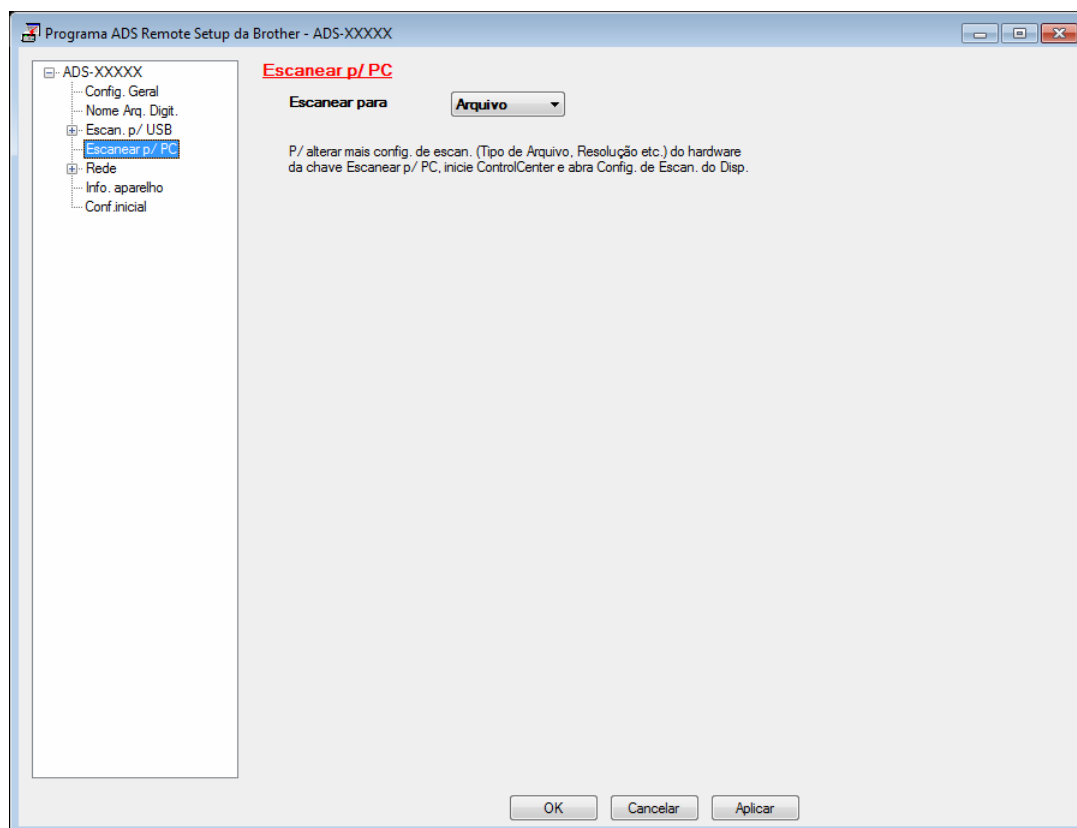 Programa ADS Remote Setup da Brother - ADS-XXXXX
ADS-XXXXX
Config. Geral
Nome Arq. Digit.
Escan. p/ USB
Escanear p/ PC
Rede
Info. aparelho
Conf.inicial
Escanear p/ PC
Escanear para
Arquivo
P/ alterar mais config. de escan. (Tipo de Arquivo, Resolução etc.) do hardware
da chave Escanear p/ PC, inicie ControlCenter e abra Config. de Escan. do Disp.
OK
Cancelar
Aplicar